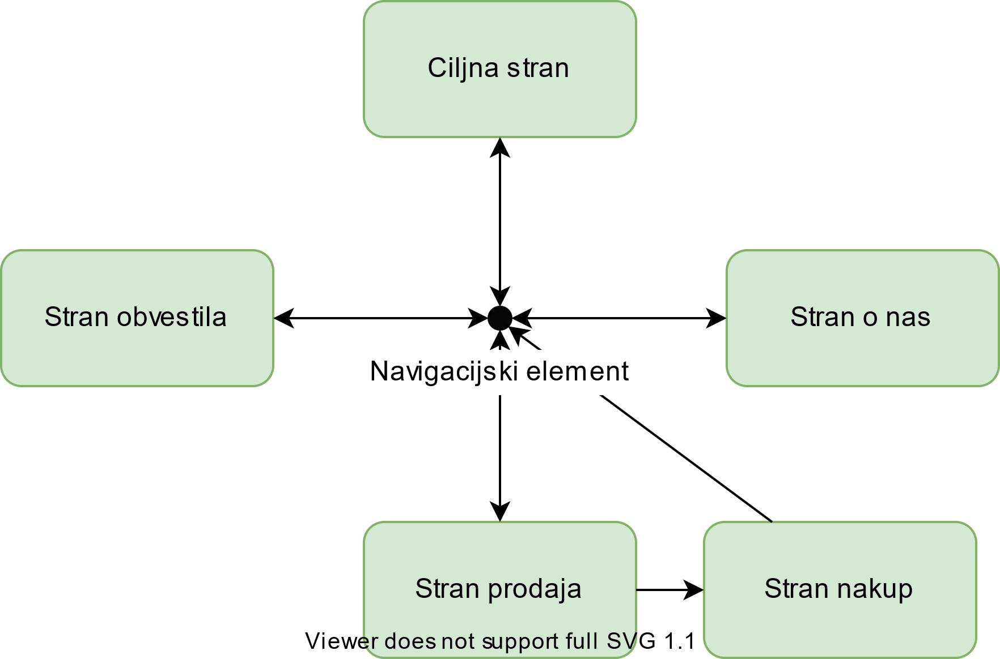 Ciljna stran
Stran obvestila
Stran o nas
Navigacijski element
Stran prodaja
Stran nakup
Viewer does not support full SVG 1.1